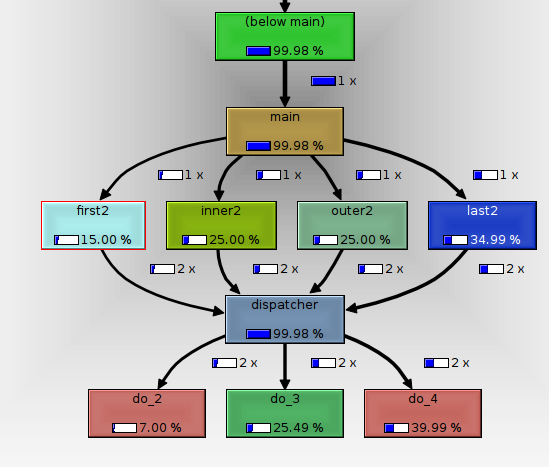 (below main)
99.98 %
1 x
main
99.98 %
1 x
1 x
1 x
1 x
first2
15.00 %
inner2
25.00 %
outer2
25.00 %
last2
34.99 %
2 x
2 x
2 x
2 x
dispatcher
99.98 %
2 x
2 x
2 x
do_2
7.00 %
do_3
25.49 %
do_4
39.99 %